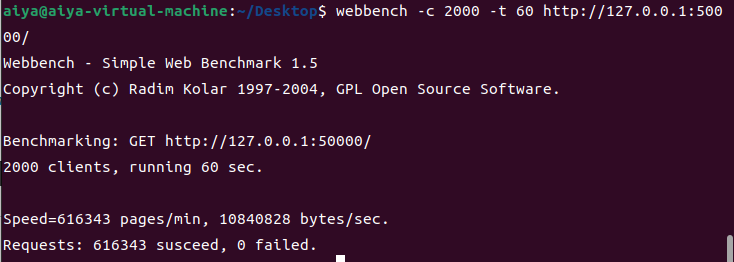 aiya@aiya-virtual-machine:~/Desktop$ webbench -c 2000 -t 60 http://127.0.0.1:500
00/
Webbench - Simple Web Benchmark 1.5
Copyright (c) Radim Kolar 1997-2004, GPL Open Source Software.
Benchmarking: GET http://127.0.0.1:50000/
2000 clients, running 60 sec.
Speed=616343 pages/min, 10840828 bytes/sec.
Requests: 616343 susceed, 0 failed.